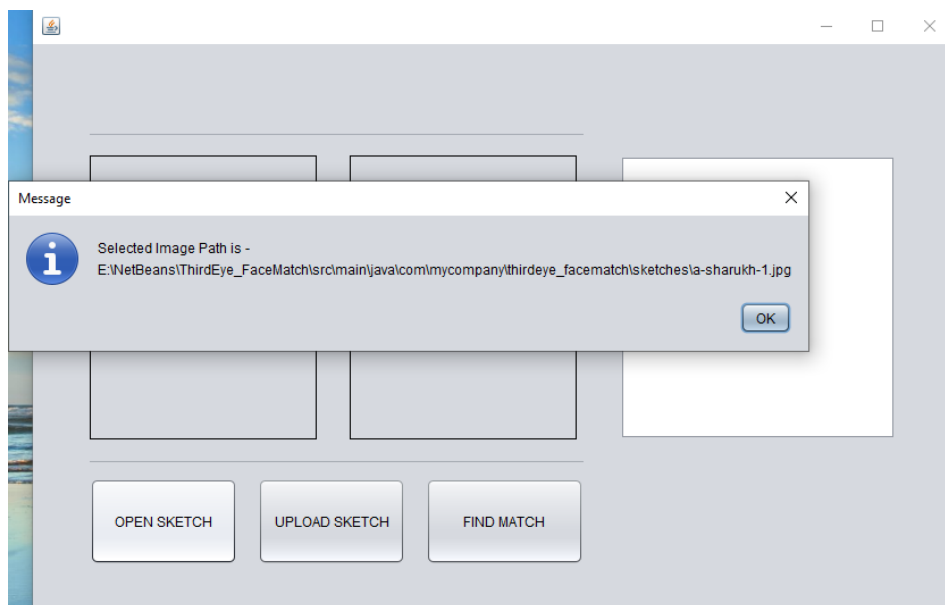 Message
Selected Image Path is -
E:\NetBeans\ThirdEye_FaceMatch\src\main\java\com\mycompany\thirdeye_facematch\sketches\a-sharukh-1.jpg
OK
OPEN SKETCH
UPLOAD SKETCH
FIND MATCH